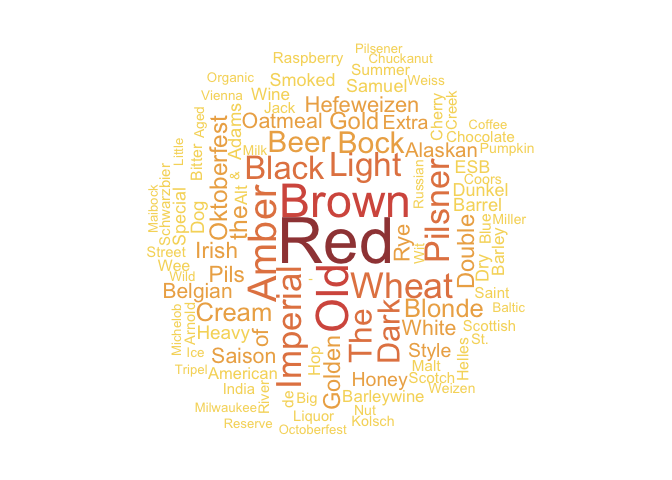 Pilsener
Raspberry
Chuckanut
Summer
Organic
Smoked
Samuel
Weiss
Vienna
Wine
Jack
Hefeweizen
Cherry
Creek
Aged
Adams
Oatmeal
Gold
Extra
Coffee
Chocolate
Pumpkin
Little
Bitter
Oktoberfest
Milk
Beer
Bock
Alaskan
&
Alt
Black
Light
Russian
ESB
Coors
Maibock
Schwarzbier
Special
Dog
the
Amber
Brown
Pilsner
Dunkel
Barrel
Street
Wee
Irish
Red
Rye
Wit
Double
Dry
Blue
Miller
Barley
Wild
Pils
-
Belgian
Imperial
Old
Wheat
Saint
Michelob
Arnold
Cream
The
Dark
Blonde
Baltic
Heavy
of
White
Scottish
St.
Ice
Saison
Hop
Golden
Style
Helles
Tripel
American
Honey
Malt
Scotch
India
River
de
Big
Barleywine
Weizen
Milwaukee
Liquor
Nut
Reserve
Kolsch
Octoberfest